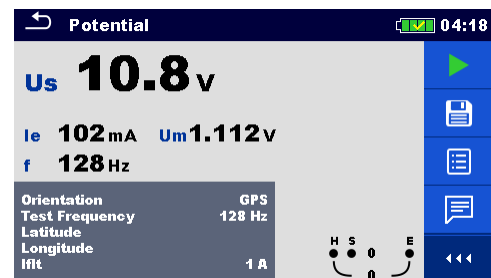 Potential 04:18
Us 10.8 V
Ie 102 mA Um 1.112 V
f 128 Hz
Orientation GPS
Test Frequency 128 Hz
Latitude
Longitude
Iflt 1 A
H S 0 E
0